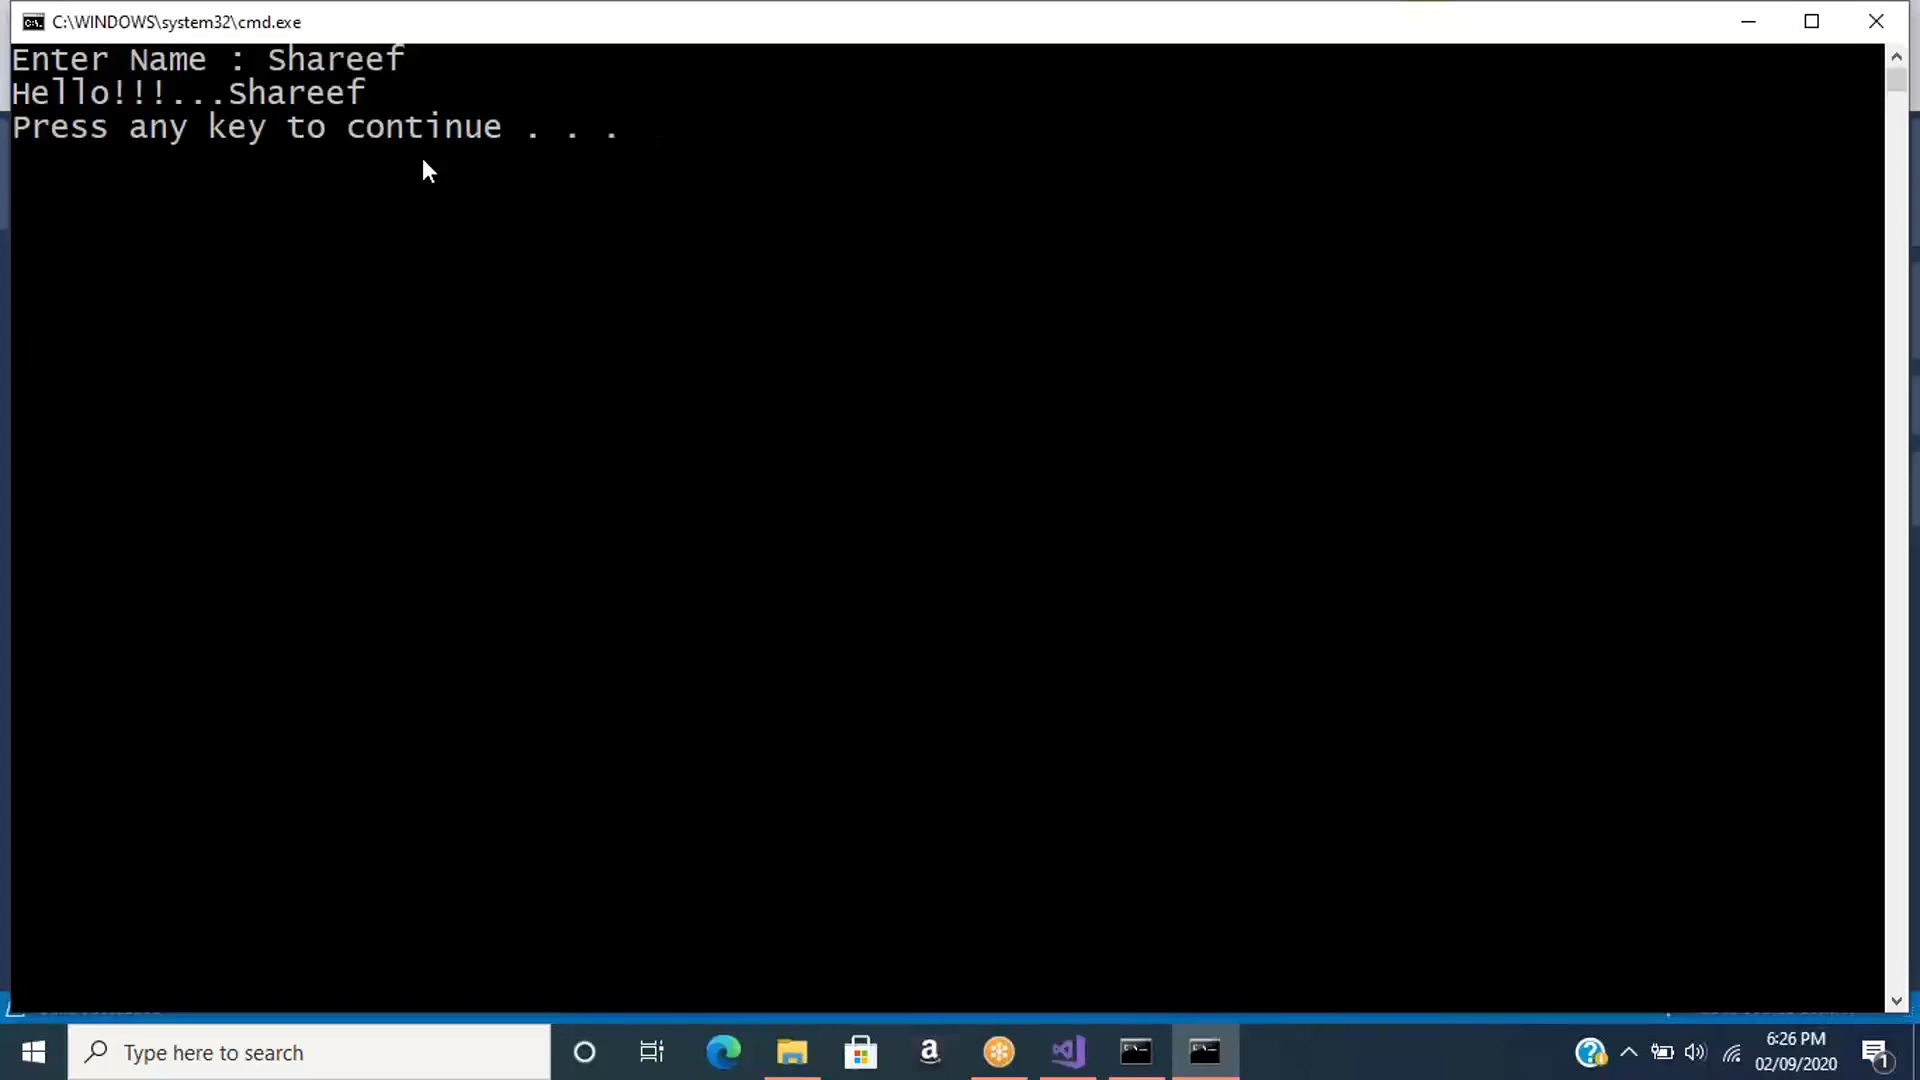 C:\WINDOWS\system32\cmd.exe
Enter Name : Shareef
Hello!!!...Shareef
Press any key to continue . . .
Type here to search
6:26 PM
02/09/2020
1